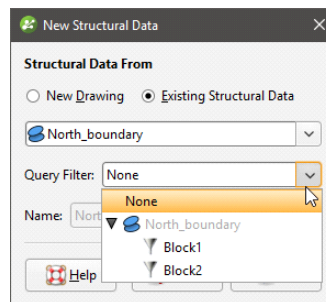 New Structural Data
Structural Data From
New Drawing Existing Structural Data
North_boundary
Query Filter: None
None
Name: Nort
North_boundary
Block1
Block2
Help